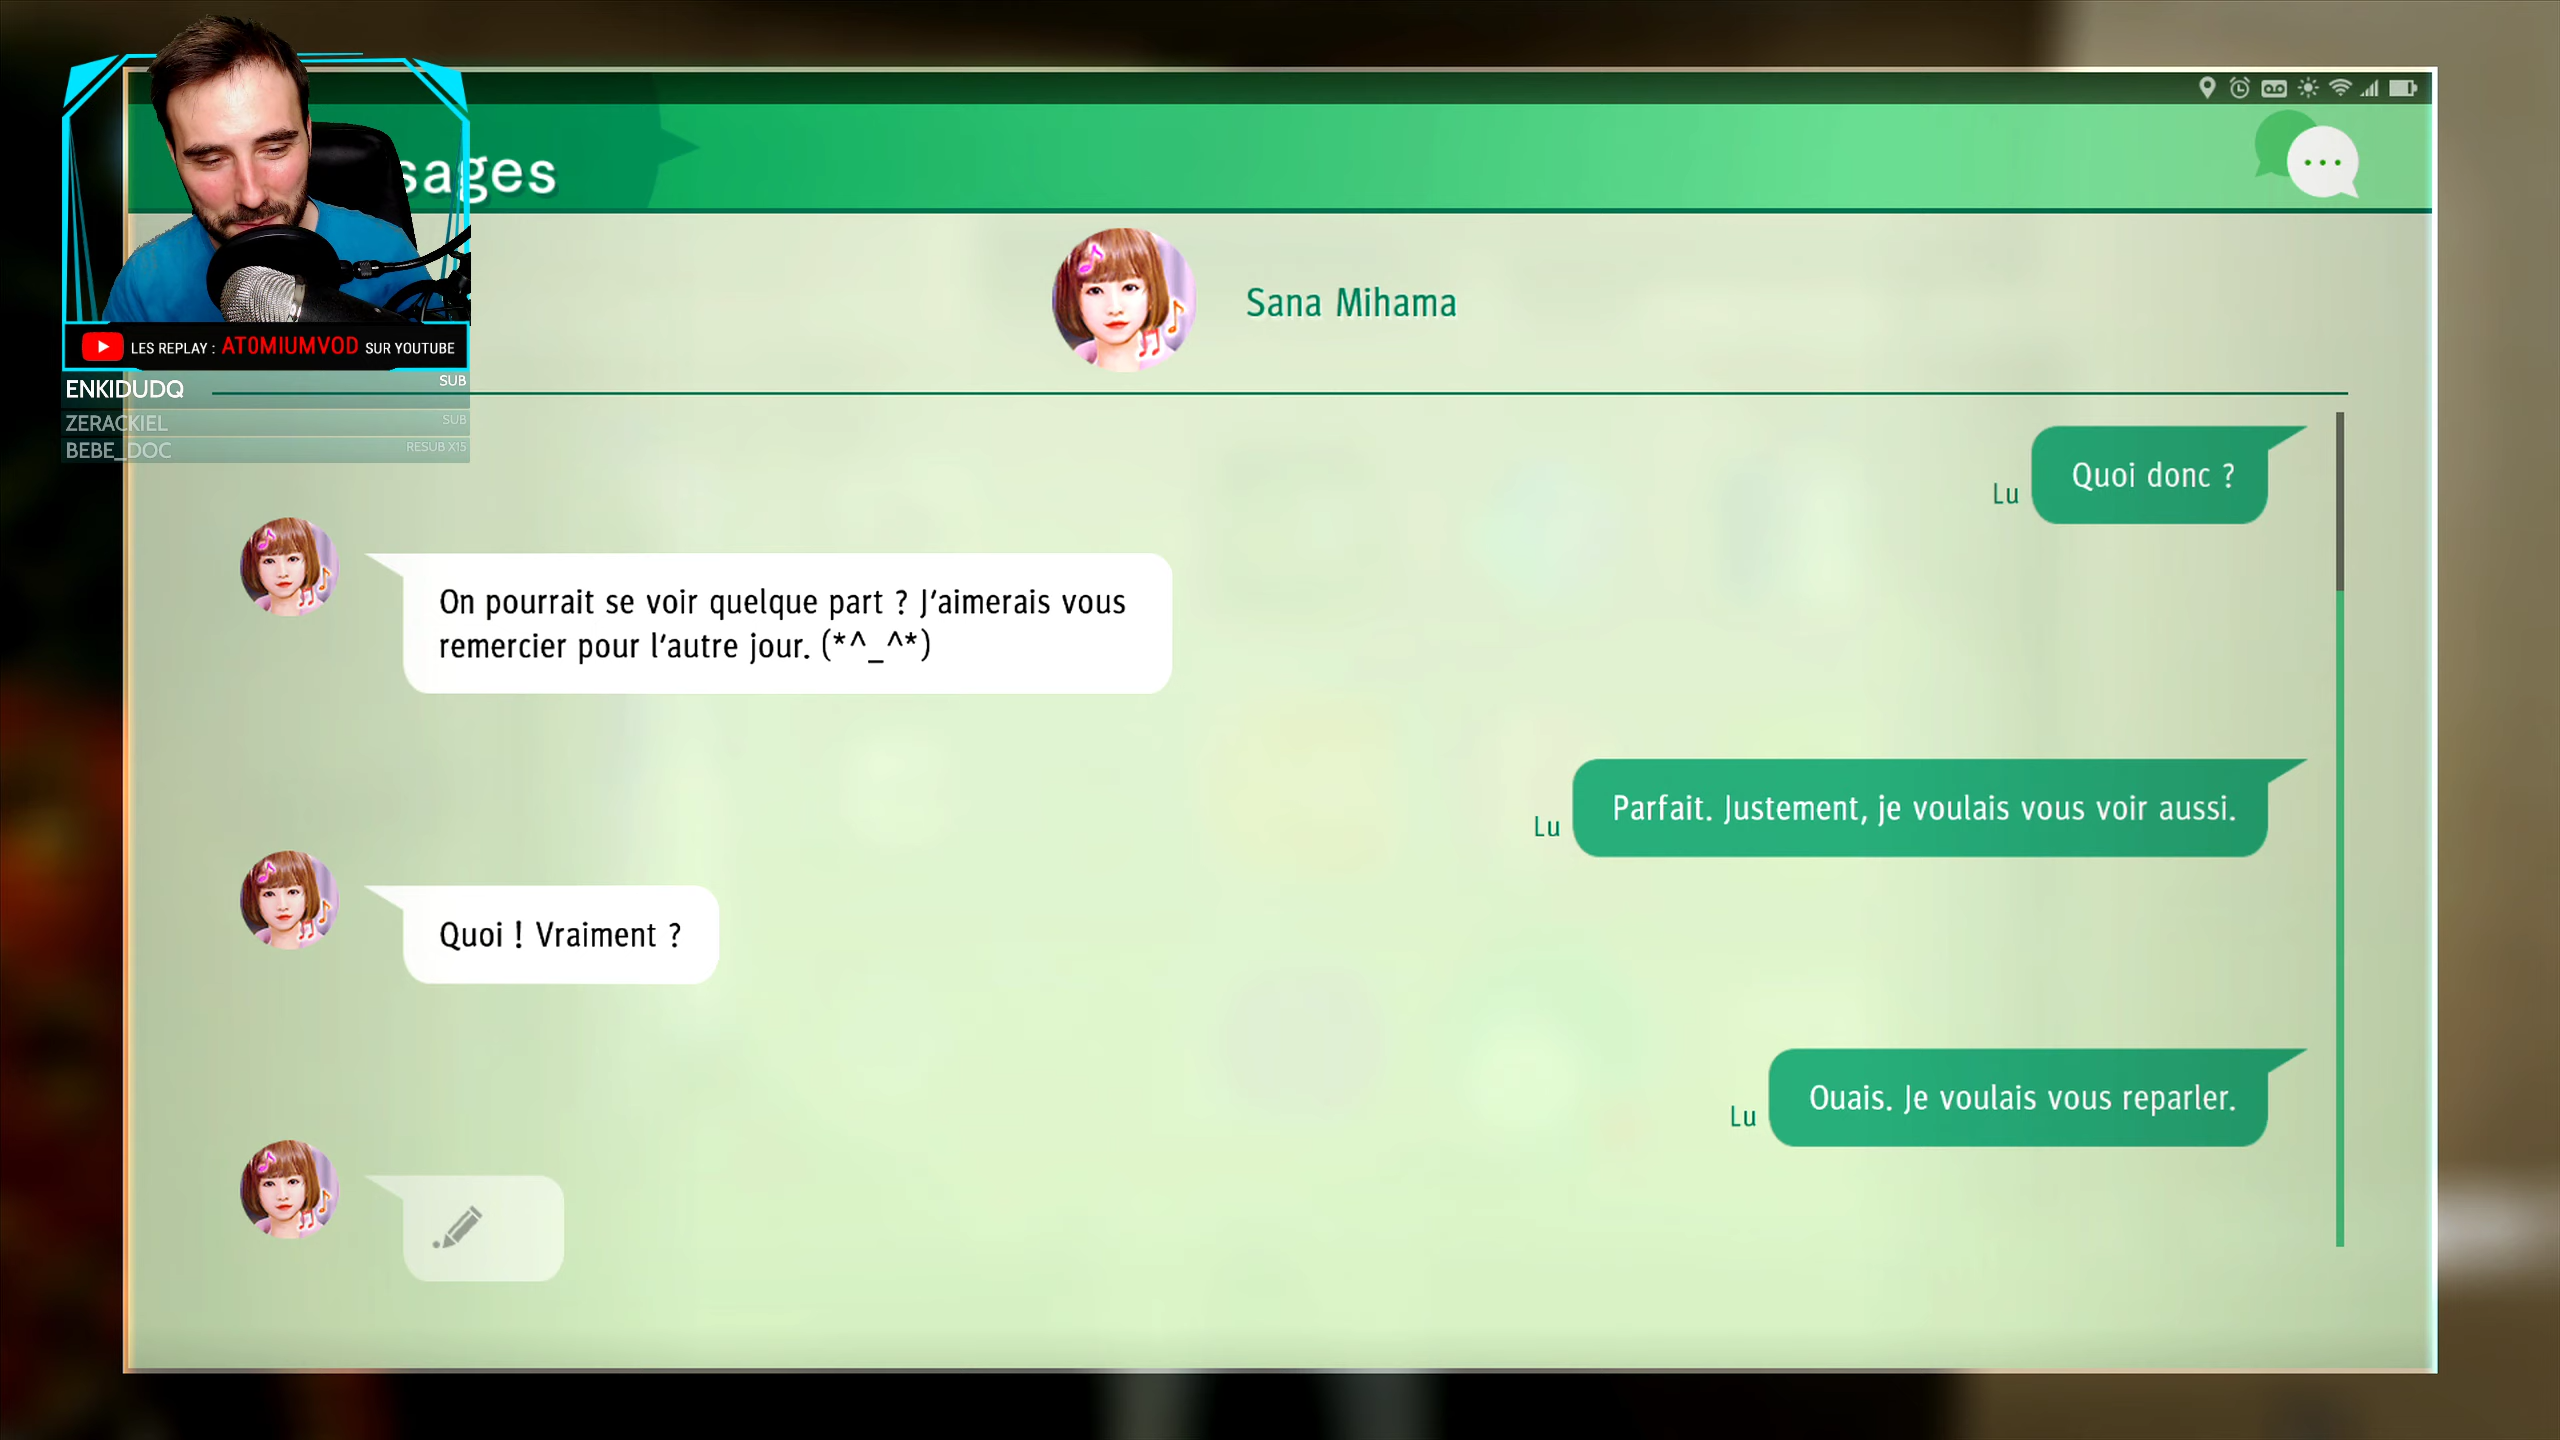 sages
Sana Mihama
LES REPLAY : AT0MIUMVOD SUR YOUTUBE
ENKIDUDQ SUB
ZERACKIEL SUB
BEBE_DOC RESUB X15
Quoi donc ?
Lu
On pourrait se voir quelque part ? J'aimerais vous
remercier pour l'autre jour. (*^_^*)
Parfait. Justement, je voulais vous voir aussi.
Lu
Quoi ! Vraiment ?
Ouais. Je voulais vous reparler.
Lu